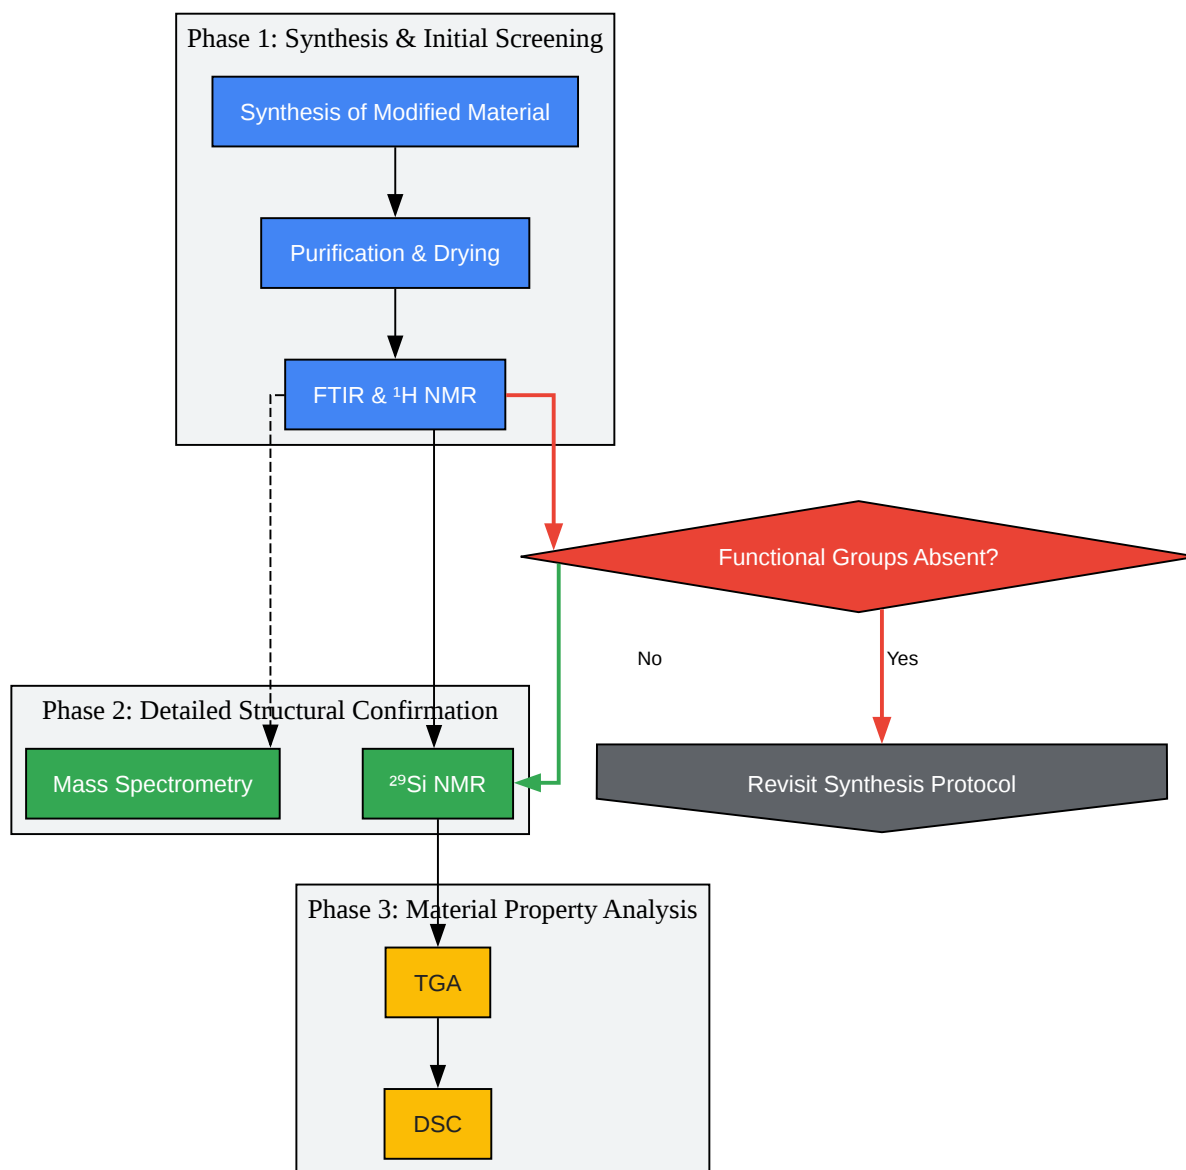 Phase 1: Synthesis & Initial Screening
Synthesis of Modified Material
Purification & Drying
FTIR & ¹H NMR
Functional Groups Absent?
No
Yes
Phase 2: Detailed Structural Confirmation
Mass Spectrometry
²⁹Si NMR
Revisit Synthesis Protocol
Phase 3: Material Property Analysis
TGA
DSC